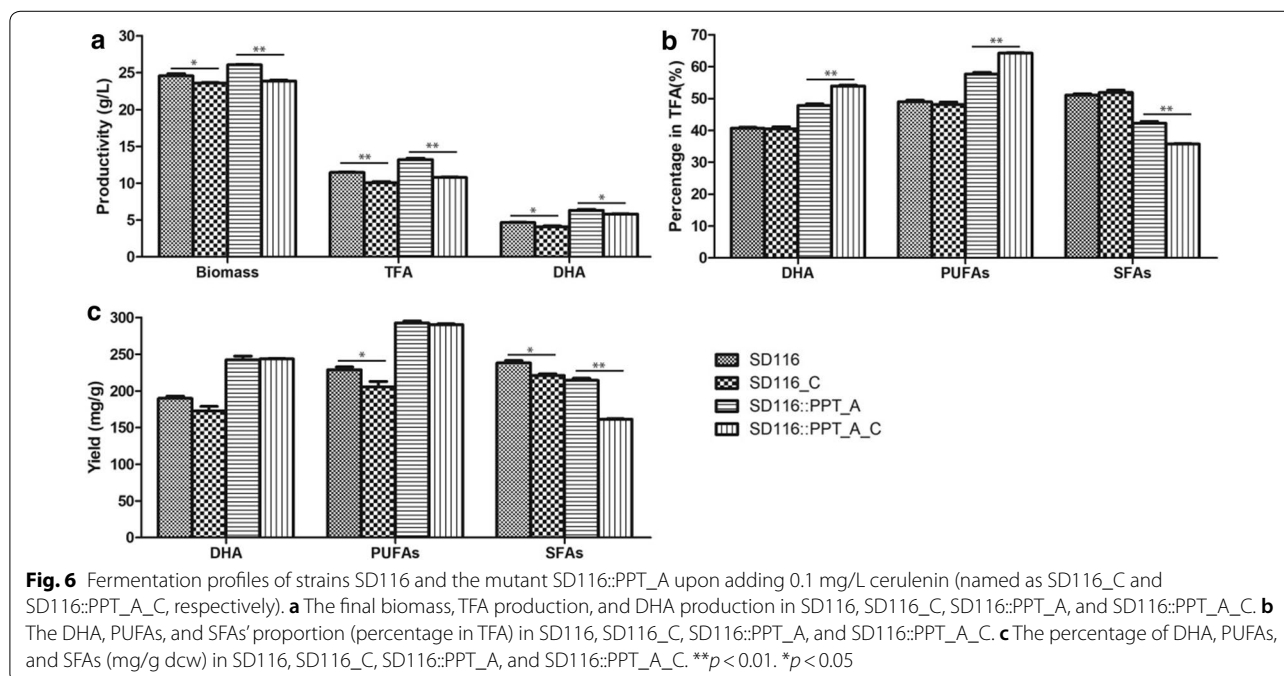 a
**
*
**
**
*
*
Productivity (g/L)
30
25
20
15
10
5
0
Biomass
TFA
DHA
b
**
**
**
Percentage in TFA(%)
70
60
50
40
30
20
10
0
DHA
PUFAs
SFAs
c
*
*
**
Yield (mg/g)
300
250
200
150
100
50
0
DHA
PUFAs
SFAs
SD116
SD116_C
SD116::PPT_A
SD116::PPT_A_C
Fig. 6 Fermentation profiles of strains SD116 and the mutant SD116::PPT_A upon adding 0.1 mg/L cerulenin (named as SD116_C and
SD116::PPT_A_C, respectively). a The final biomass, TFA production, and DHA production in SD116, SD116_C, SD116::PPT_A, and SD116::PPT_A_C. b
The DHA, PUFAs, and SFAs' proportion (percentage in TFA) in SD116, SD116_C, SD116::PPT_A, and SD116::PPT_A_C. c The percentage of DHA, PUFAs,
and SFAs (mg/g dcw) in SD116, SD116_C, SD116::PPT_A, and SD116::PPT_A_C. **p < 0.01. *p < 0.05